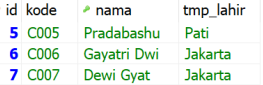 id kode nama tmp_lahir
5 C005 Pradabashu Pati
6 C006 Gayatri Dwi Jakarta
7 C007 Dewi Gyat Jakarta